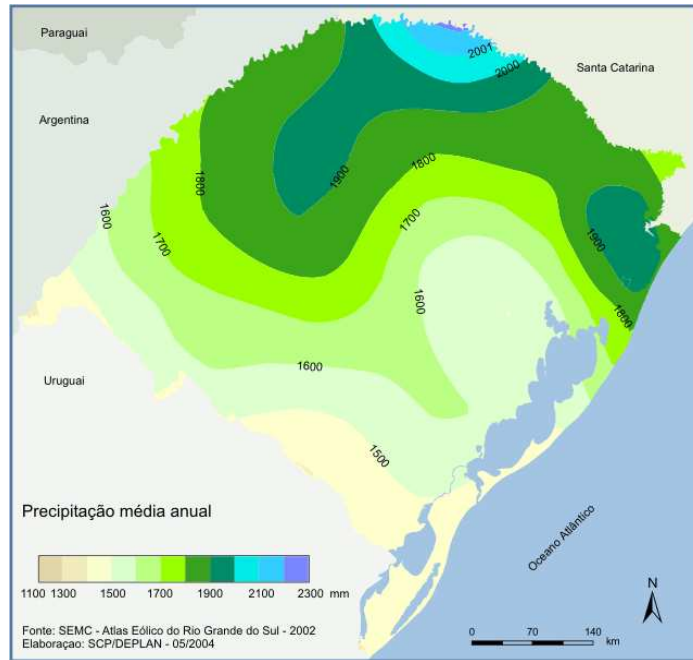 Paraguai
2001
2000
Santa Catarina
Argentina
1800
1900
1800
1600
1700
1700
1900
1600
1800
1600
Uruguai
1500
Precipitação média anual
1100 1300 1500 1700 1900 2100 2300 mm
Oceano Atlântico
N
Fonte: SEMC - Atlas Eólico do Rio Grande do Sul - 2002
Elaboraçao: SCP/DEPLAN - 05/2004
0 70 140
km